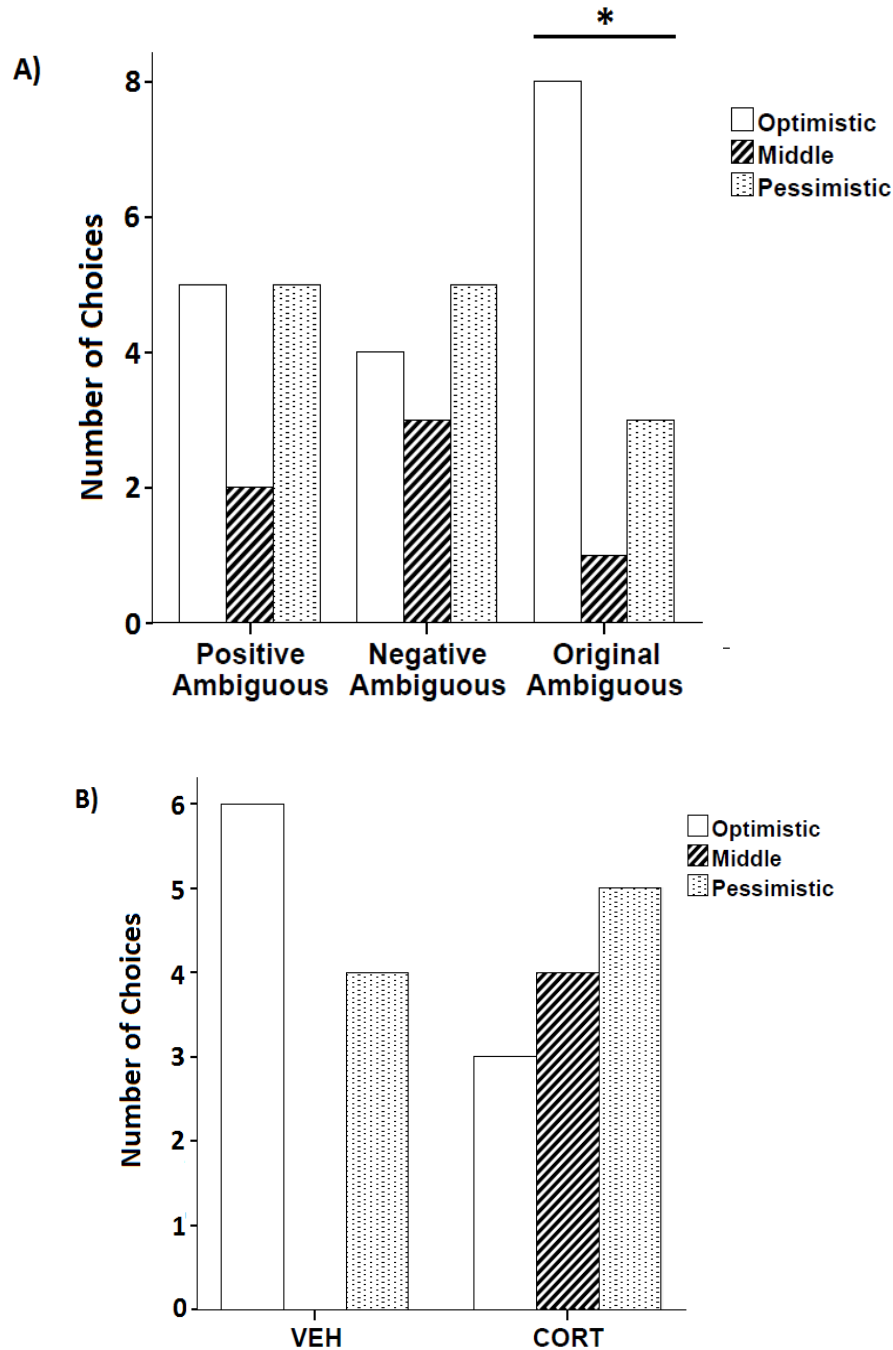 *
A)
8
6
4
2
0
Number of Choices
Optimistic
Middle
Pessimistic
Positive
Ambiguous
Negative
Ambiguous
Original
Ambiguous
B)
6
5
4
3
2
1
0
Number of Choices
Optimistic
Middle
Pessimistic
VEH
CORT